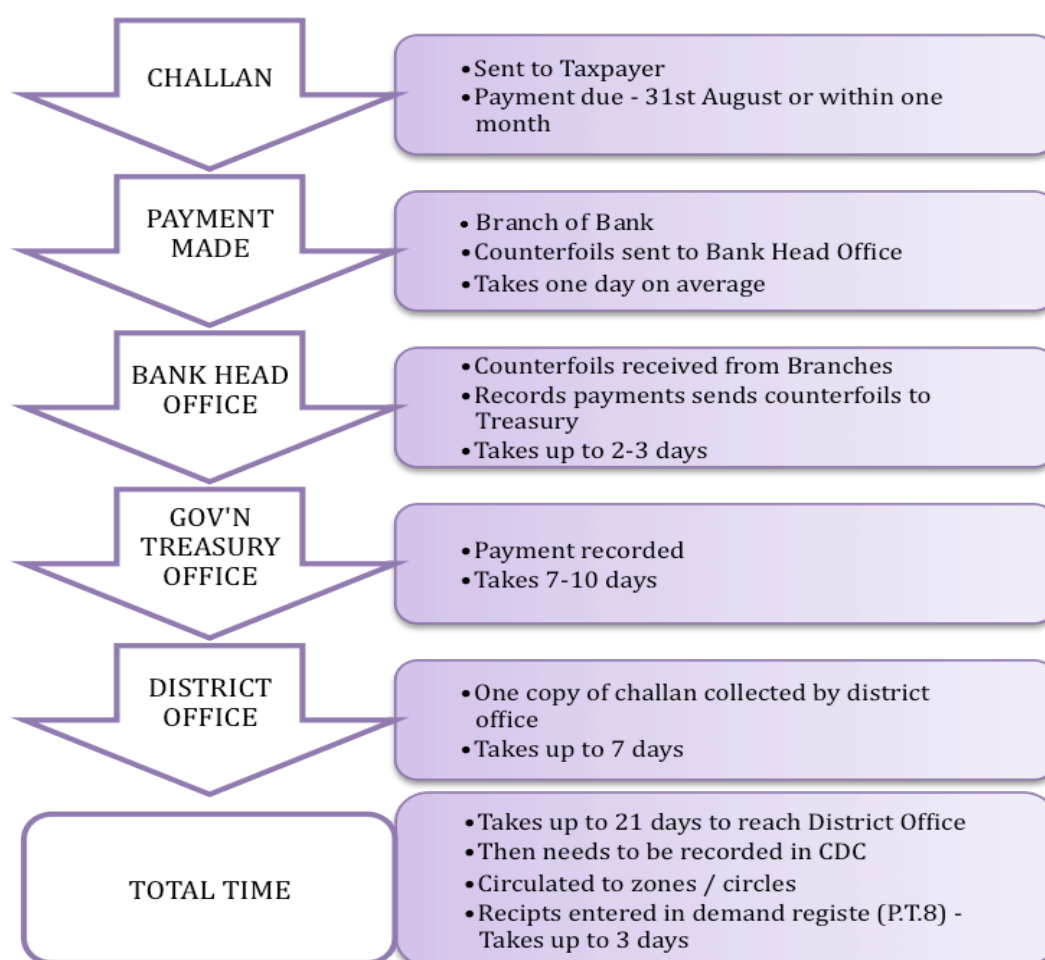 CHALLAN
•Sent to Taxpayer
•Payment due - 31st August or within one
month
PAYMENT
MADE
•Branch of Bank
•Counterfoils sent to Bank Head Office
•Takes one day on average
BANK HEAD
OFFICE
•Counterfoils received from Branches
•Records payments sends counterfoils to
Treasury
•Takes up to 2-3 days
GOV'N
TREASURY
OFFICE
•Payment recorded
•Takes 7-10 days
DISTRICT
OFFICE
•One copy of challan collected by district
office
•Takes up to 7 days
TOTAL TIME
•Takes up to 21 days to reach District Office
•Then needs to be recorded in CDC
•Circulated to zones / circles
•Recipts entered in demand registe (P.T.8) -
Takes up to 3 days